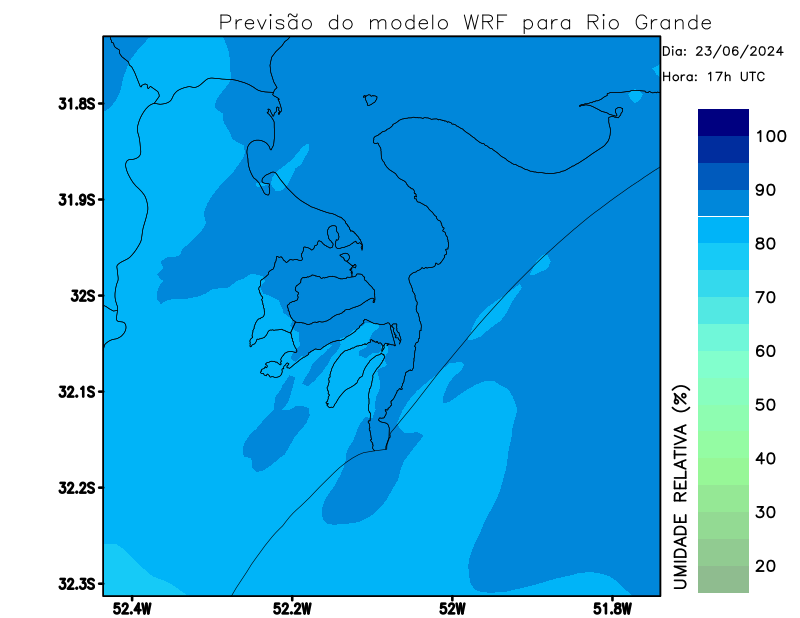 Previsão do modelo WRF para Rio Grande
Dia: 23/06/2024
Hora: 17h UTC
31.8S
31.9S
32S
32.1S
32.2S
32.3S
52.4W 52.2W 52W 51.8W
100
90
80
70
60
50
40
30
20
UMIDADE RELATIVA (%)